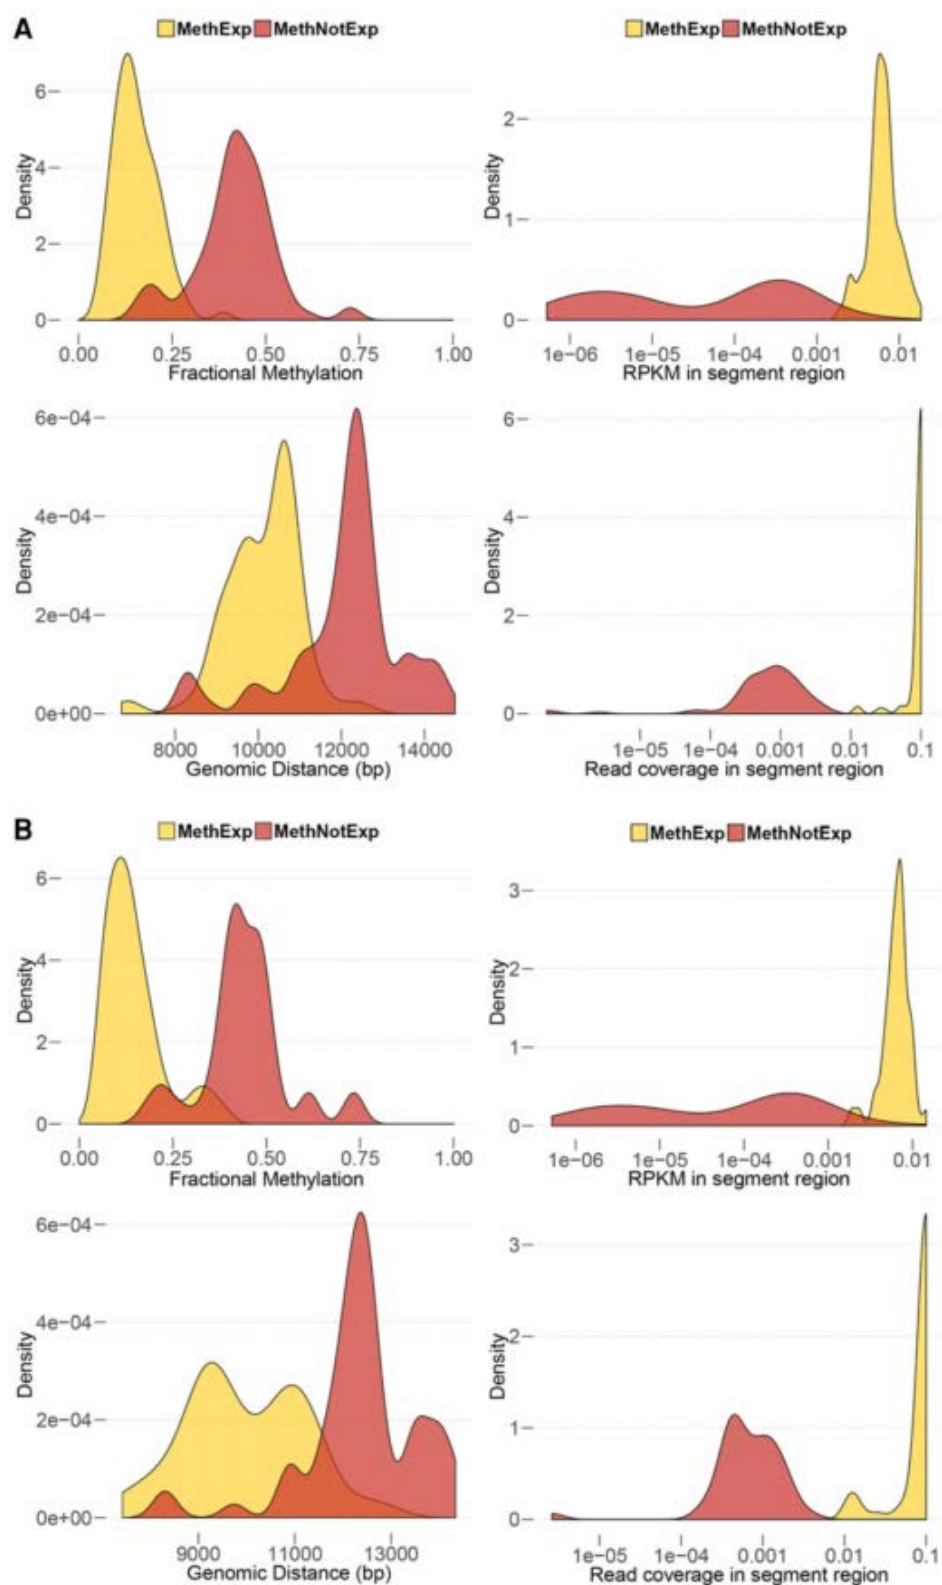 A
MethExp MethNotExp
MethExp MethNotExp
Density
6
4
2
0
0.00 0.25 0.50 0.75 1.00
Fractional Methylation
Density
2
1
0
1e-06 1e-05 1e-04 0.001 0.01
RPKM in segment region
Density
6e-04
4e-04
2e-04
0e+00
8000 10000 12000 14000
Genomic Distance (bp)
Density
6
4
2
0
1e-05 1e-04 0.001 0.01 0.1
Read coverage in segment region
B
MethExp MethNotExp
MethExp MethNotExp
Density
6
4
2
0
0.00 0.25 0.50 0.75 1.00
Fractional Methylation
Density
3
2
1
0
1e-06 1e-05 1e-04 0.001 0.01
RPKM in segment region
Density
6e-04
4e-04
2e-04
0e+00
9000 11000 13000
Genomic Distance (bp)
Density
3
2
1
0
1e-05 1e-04 0.001 0.01 0.1
Read coverage in segment region